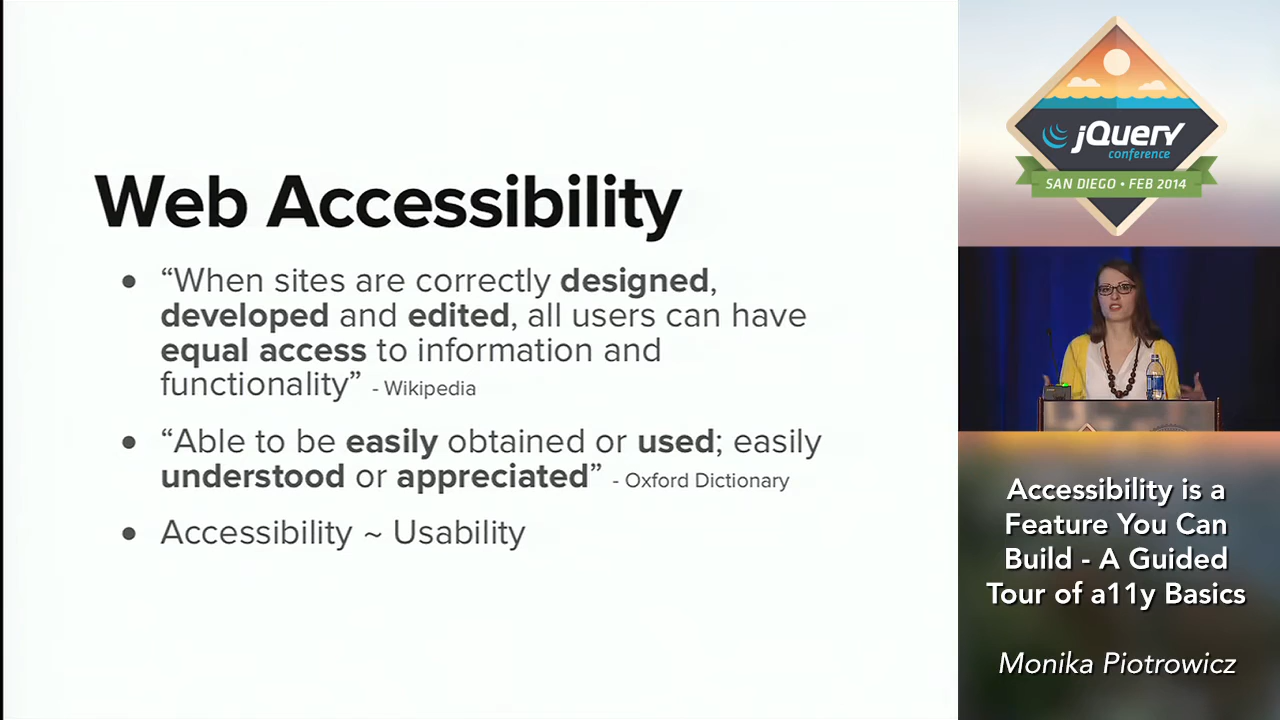 Web Accessibility
• “When sites are correctly designed,
developed and edited, all users can have
equal access to information and
functionality” - Wikipedia
• “Able to be easily obtained or used; easily
understood or appreciated” - Oxford Dictionary
• Accessibility ~ Usability
jQuery
conference
SAN DIEGO • FEB 2014
Accessibility is a
Feature You Can
Build - A Guided
Tour of a11y Basics
Monika Piotrowicz